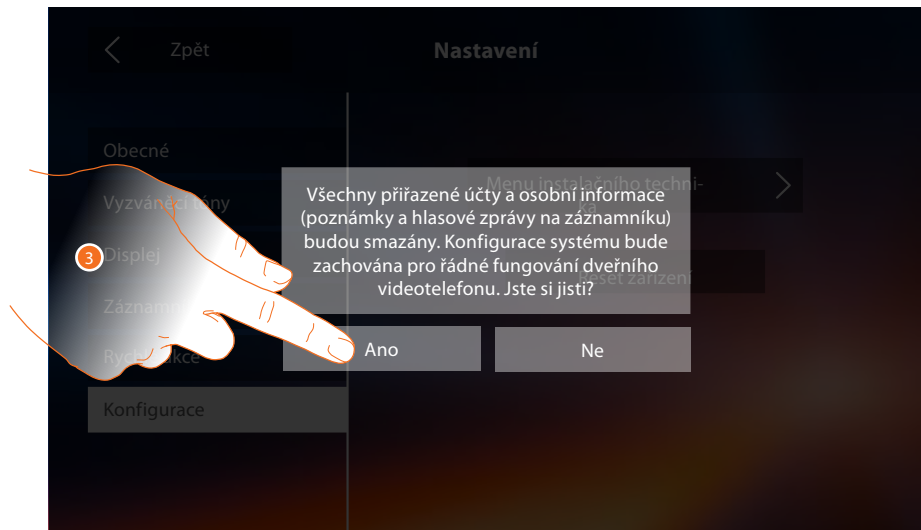 Zpět
Nastavení
Obecné
Vyzváněcí tóny
Displej
Konfigurace
Menu instalačního techni-
ka
Reset zařízení
Všechny přiřazené účty a osobní informace
(poznámky a hlasové zprávy na záznamníku)
budou smazány. Konfigurace systému bude
zachována pro řádné fungování dveřního
videotelefonu. Jste si jisti?
Ano
Ne
3